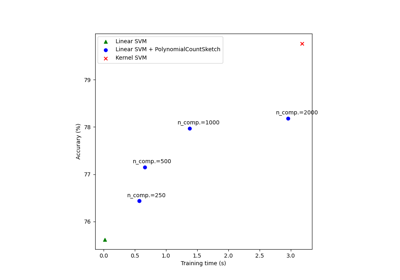 Linear SVM
Linear SVM + PolynomialCountSketch
Kernel SVM
79
78
77
76
n_comp.=2000
n_comp.=1000
n_comp.=500
n_comp.=250
Accurary (%)
0.0 0.5 1.0 1.5 2.0 2.5 3.0
Training time (s)